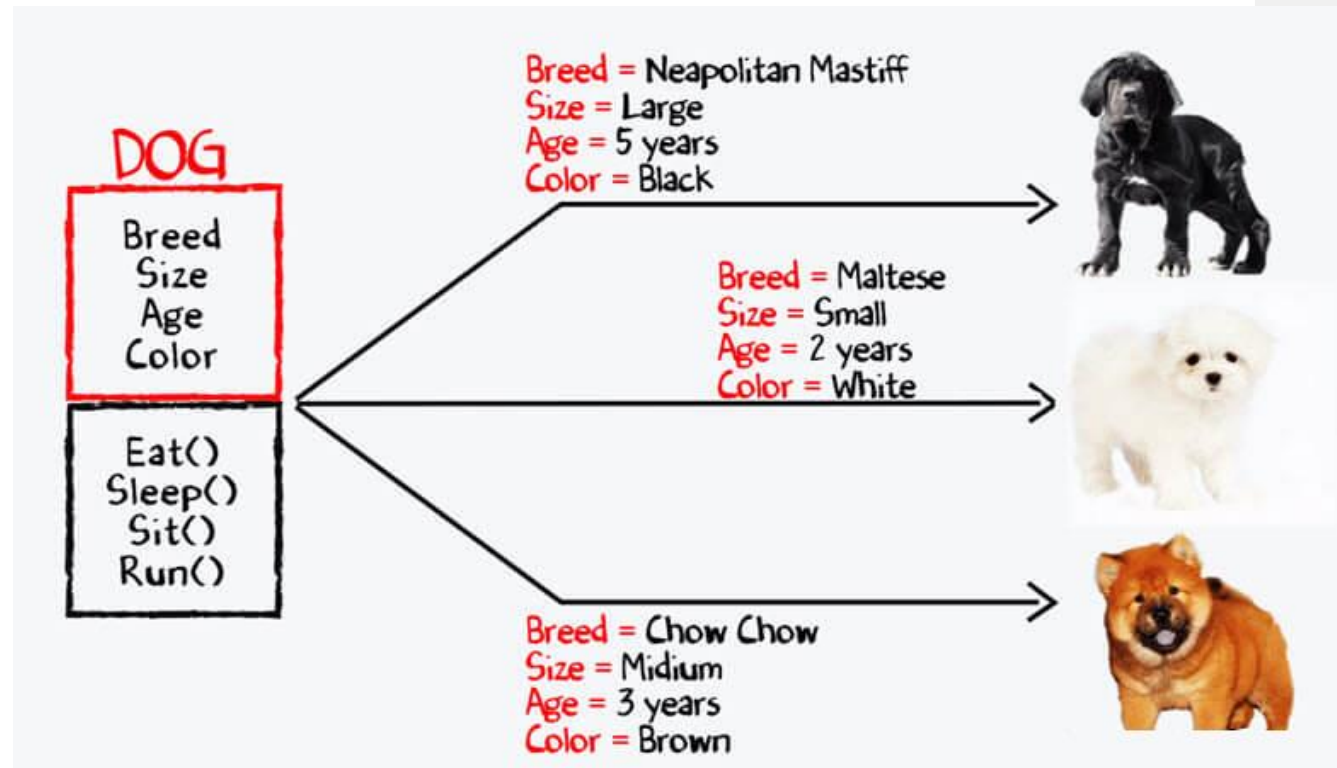 DOG
Breed
Size
Age
Color
Eat()
Sleep()
Sit()
Run()
Breed = Neapolitan Mastiff
Size = Large
Age = 5 years
Color = Black
Breed = Maltese
Size = Small
Age = 2 years
Color = White
Breed = Chow Chow
Size = Midium
Age = 3 years
Color = Brown